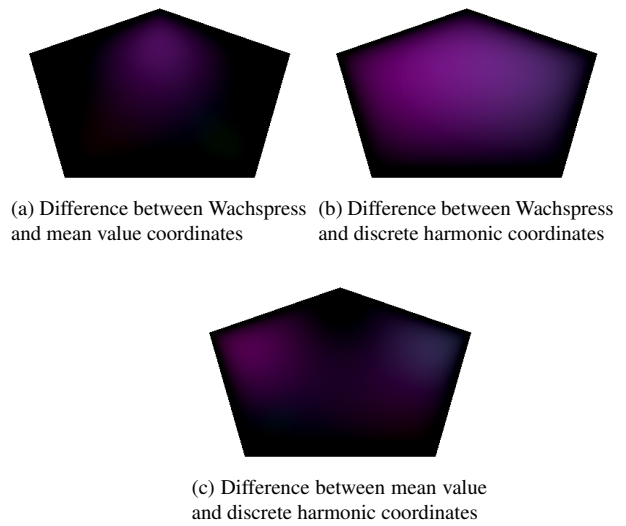 (a) Difference between Wachspress
and mean value coordinates
(b) Difference between Wachspress
and discrete harmonic coordinates
(c) Difference between mean value
and discrete harmonic coordinates